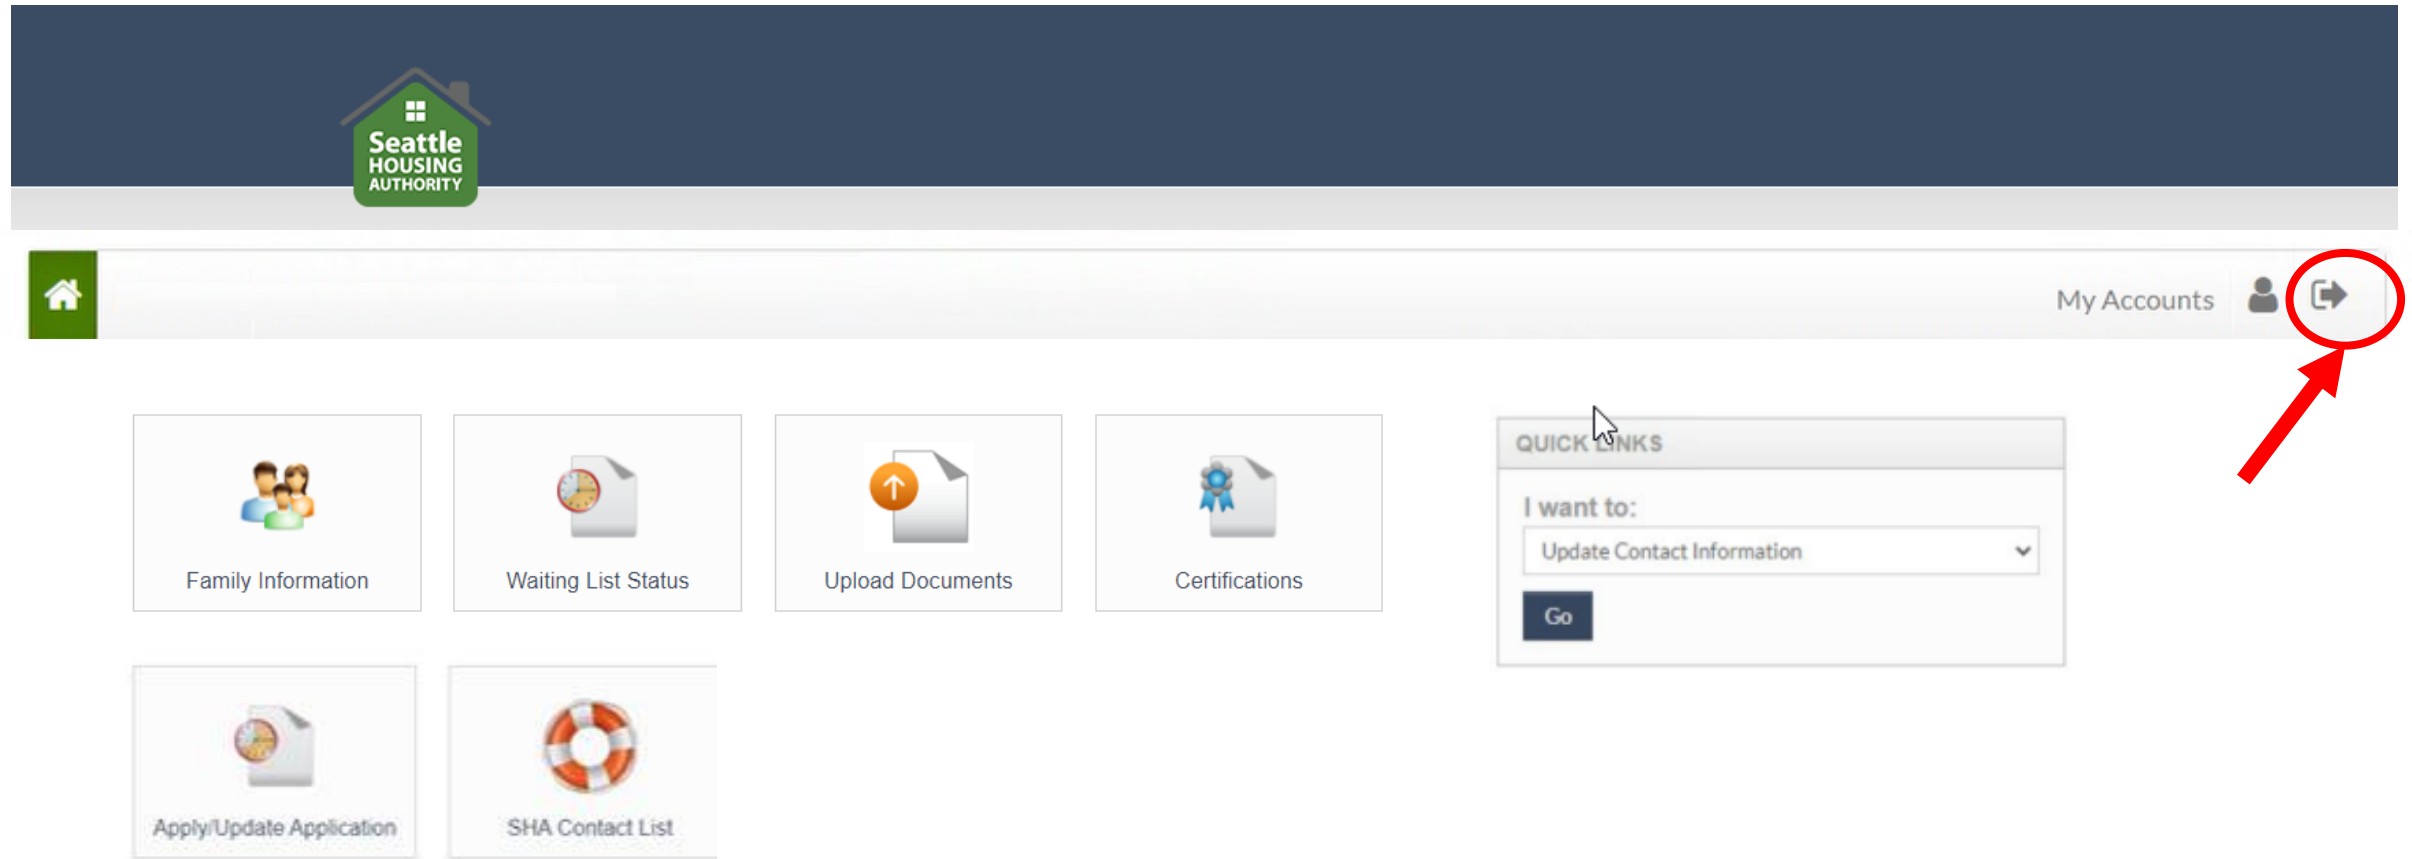 Seattle
HOUSING
AUTHORITY
My Accounts
Family Information
Waiting List Status
Upload Documents
Certifications
QUICK LINKS
I want to:
Update Contact Information
Go
Apply/Update Application
SHA Contact List